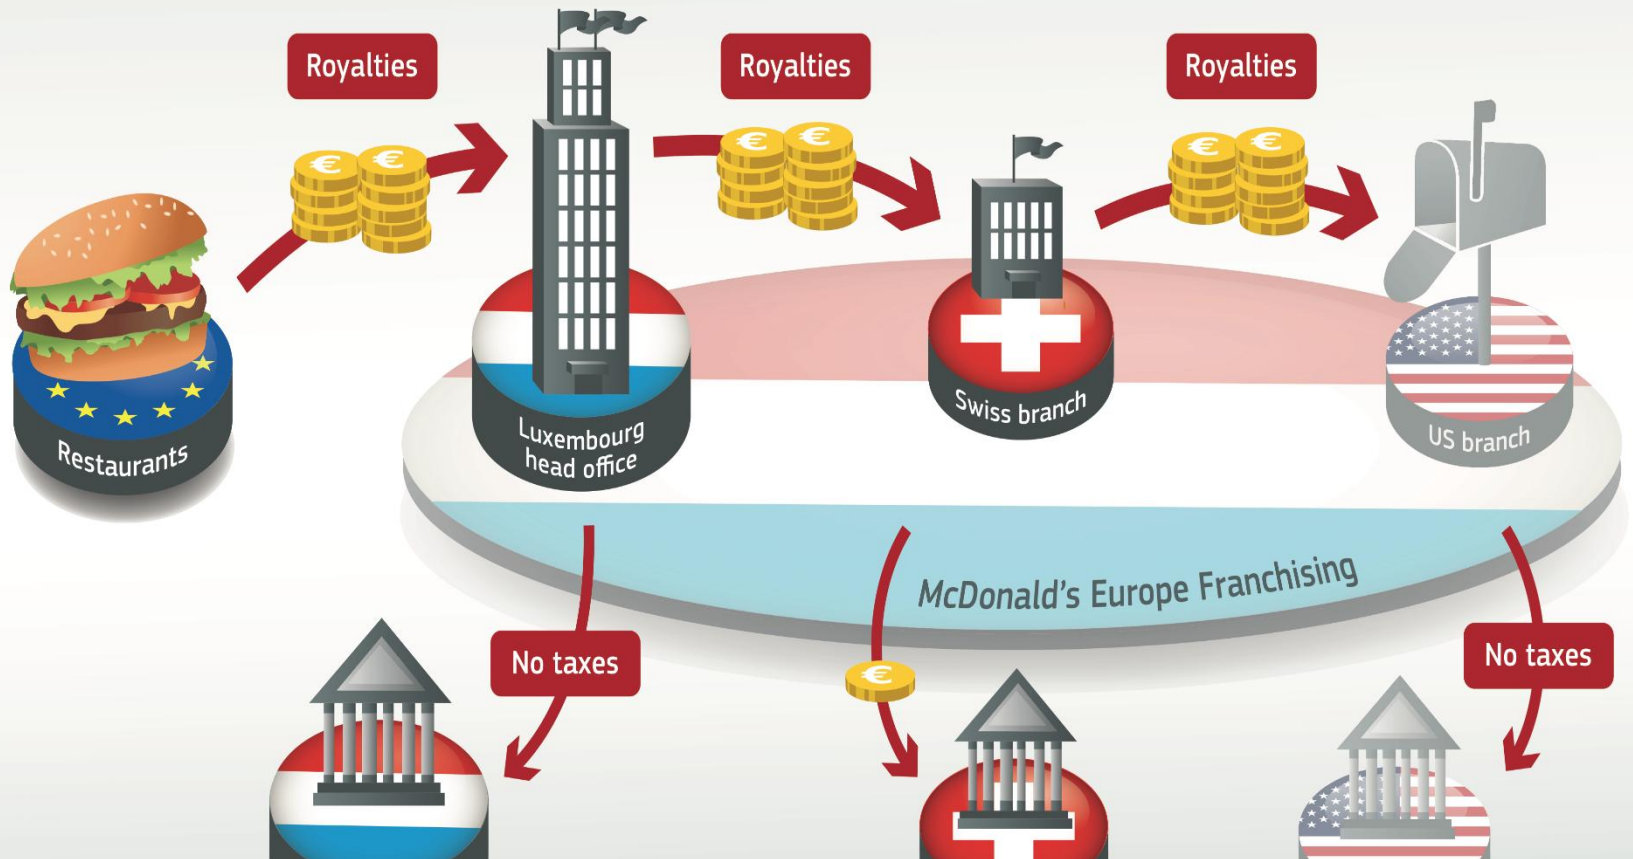 Royalties
Royalties
Royalties
€ €
€ €
€ €
Restaurants
Luxembourg
head office
Swiss branch
US branch
McDonald's Europe Franchising
No taxes
€
No taxes